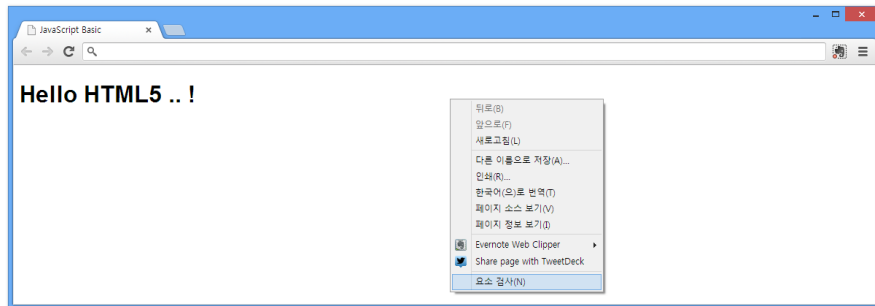 JavaScript Basic
Hello HTML5 .. !
뒤로(B)
앞으로(F)
새로고침(L)
다른 이름으로 저장(A)...
인쇄(R)...
한국어(으)로 번역(T)
페이지 소스 보기(V)
페이지 정보 보기(I)
Evernote Web Clipper
Share page with TweetDeck
요소 검사(N)